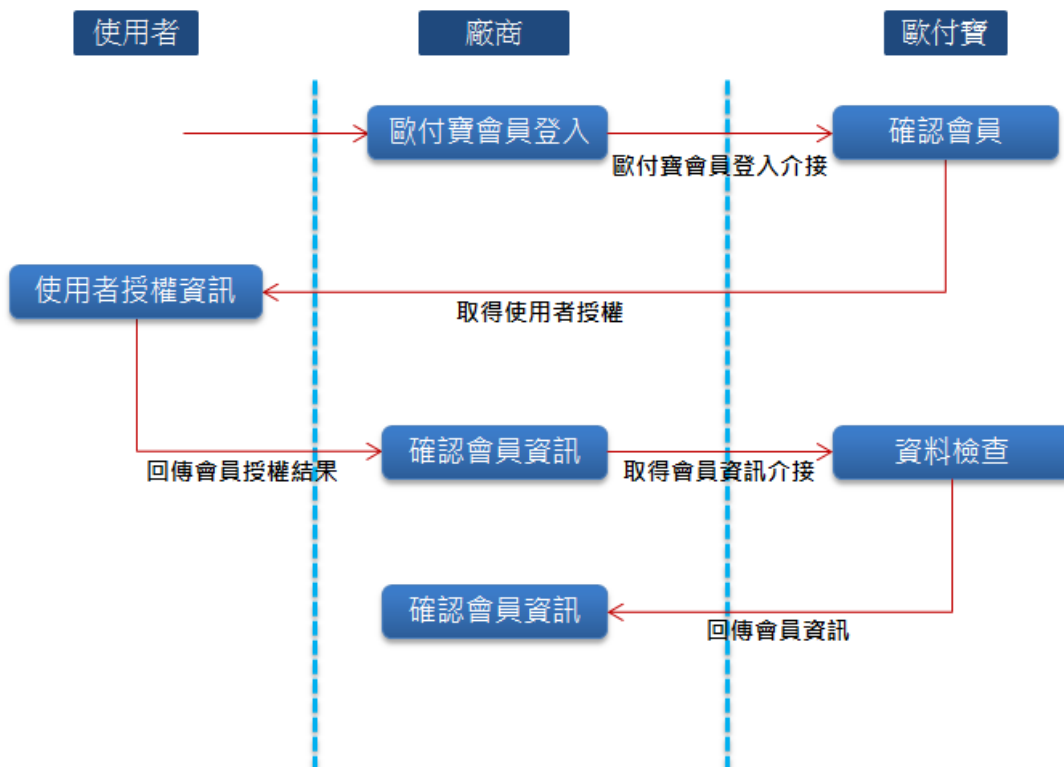 使用者
廠商
歐付寶
歐付寶會員登入
確認會員
歐付寶會員登入介接
使用者授權資訊
取得使用者授權
確認會員資訊
資料檢查
回傳會員授權結果
取得會員資訊介接
確認會員資訊
回傳會員資訊